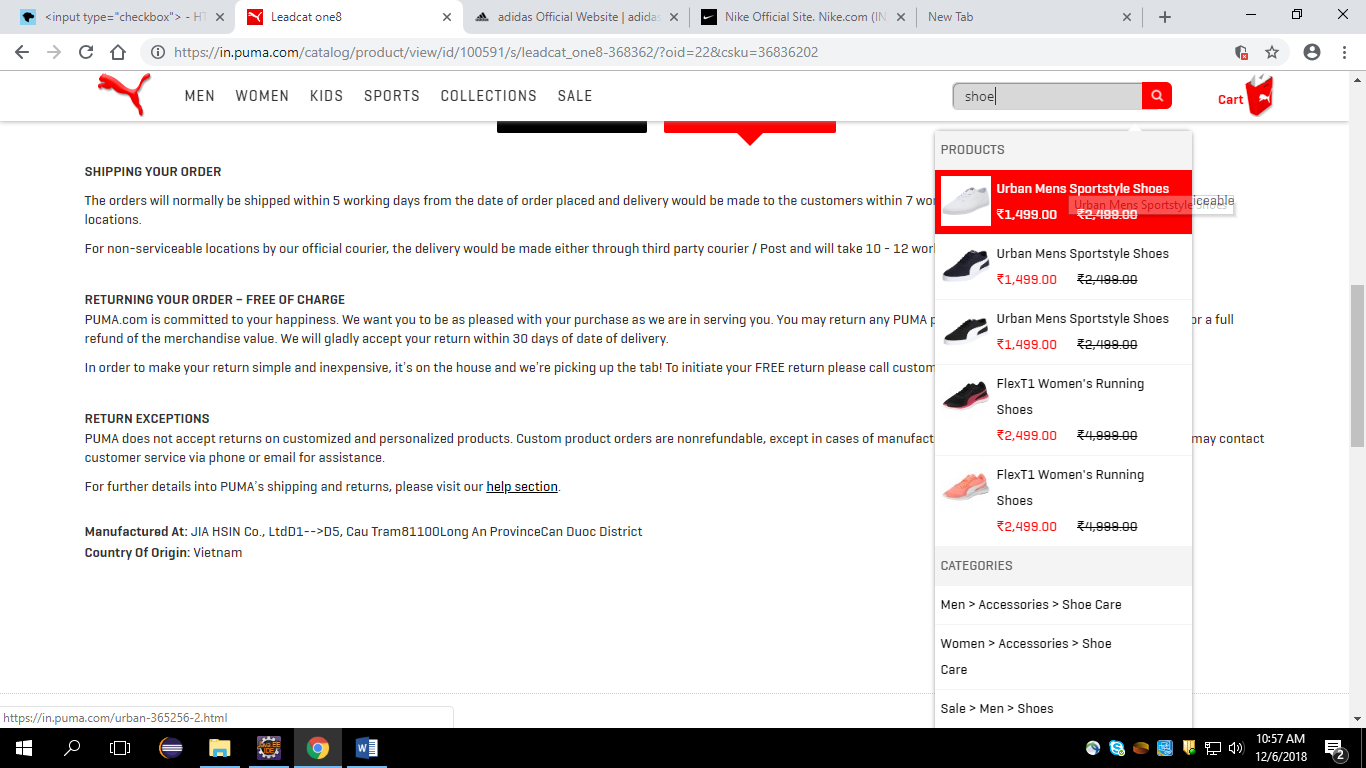 <input type="checkbox"> - HT
Leadcat one8
adidas Official Website | adidas
Nike Official Site. Nike.com (IN
New Tab
https://in.puma.com/catalog/product/view/id/100591/s/leadcat_one8-368362/?oid=22&csku=36836202
MEN WOMEN KIDS SPORTS COLLECTIONS SALE
shoe
Cart
SHIPPING YOUR ORDER
The orders will normally be shipped within 5 working days from the date of order placed and delivery would be made to the customers within 7 wor
iceable
locations.
For non-serviceable locations by our official courier, the delivery would be made either through third party courier / Post and will take 10 - 12 wor
RETURNING YOUR ORDER – FREE OF CHARGE
PUMA.com is committed to your happiness. We want you to be as pleased with your purchase as we are in serving you. You may return any PUMA p
or a full
refund of the merchandise value. We will gladly accept your return within 30 days of date of delivery.
In order to make your return simple and inexpensive, it's on the house and we're picking up the tab! To initiate your FREE return please call custom
RETURN EXCEPTIONS
PUMA does not accept returns on customized and personalized products. Custom product orders are nonrefundable, except in cases of manufact
may contact
customer service via phone or email for assistance.
For further details into PUMA's shipping and returns, please visit our help section.
Manufactured At: JIA HSIN Co., LtdD1-->D5, Cau Tram81100Long An ProvinceCan Duoc District
Country Of Origin: Vietnam
PRODUCTS
Urban Mens Sportstyle Shoes
₹1,499.00 ₹2,499.00
Urban Mens Sportstyle Shoes
Urban Mens Sportstyle Shoes
₹1,499.00 ₹2,499.00
Urban Mens Sportstyle Shoes
₹1,499.00 ₹2,499.00
FlexT1 Women's Running
Shoes
₹2,499.00 ₹4,999.00
FlexT1 Women's Running
Shoes
₹2,499.00 ₹4,999.00
CATEGORIES
Men > Accessories > Shoe Care
Women > Accessories > Shoe
Care
Sale > Men > Shoes
https://in.puma.com/urban-365256-2.html
10:57 AM
12/6/2018
2